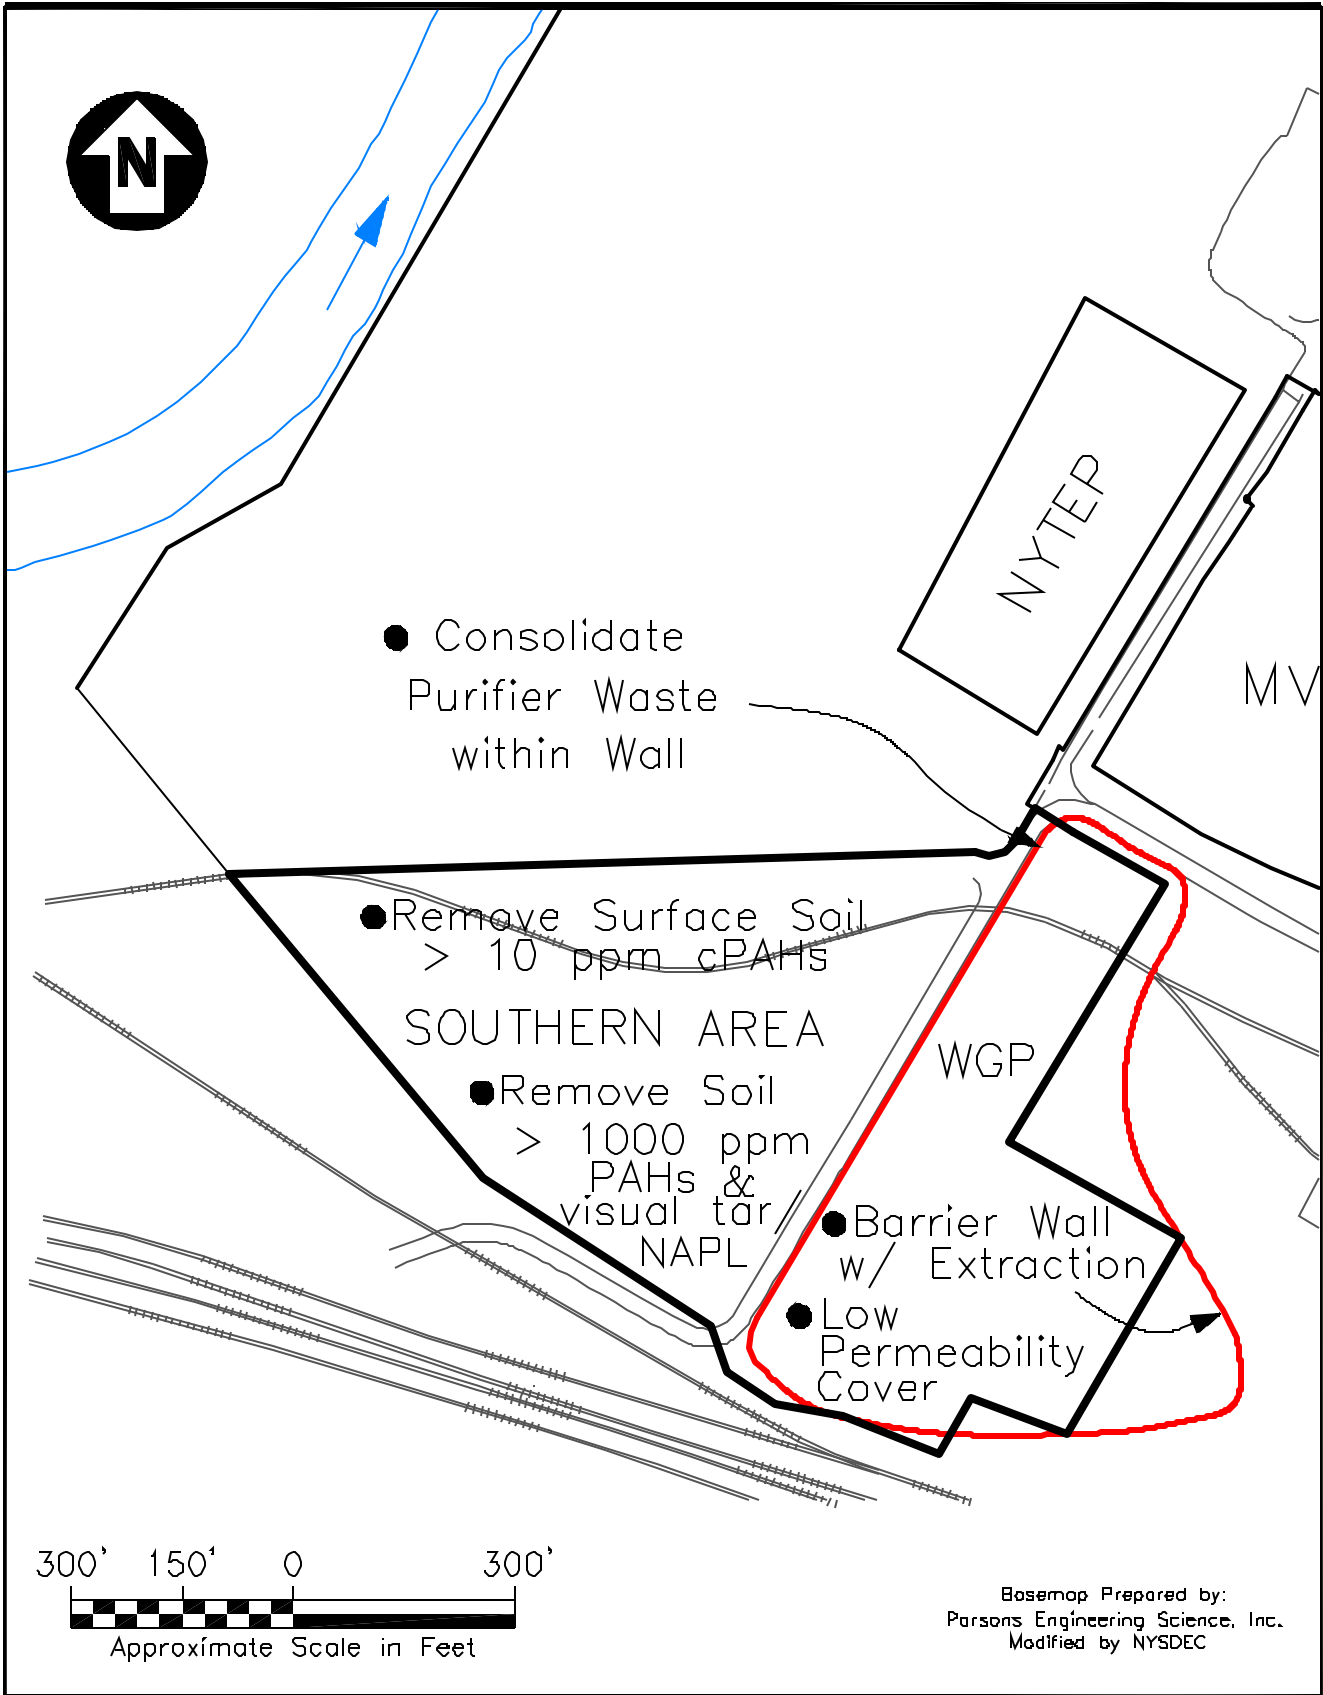 N
NYTEP
MV
● Consolidate
Purifier Waste
within Wall
● Remove Surface Soil
> 10 ppm cPAHs
SOUTHERN AREA
● Remove Soil
> 1000 ppm
PAHs &
visual tar/
NAPL
WGP
● Barrier Wall
w/ Extraction
● Low
Permeability
Cover
300' 150' 0 300'
Approximate Scale in Feet
Basemap Prepared by:
Parsons Engineering Science, Inc.
Modified by NYSDEC